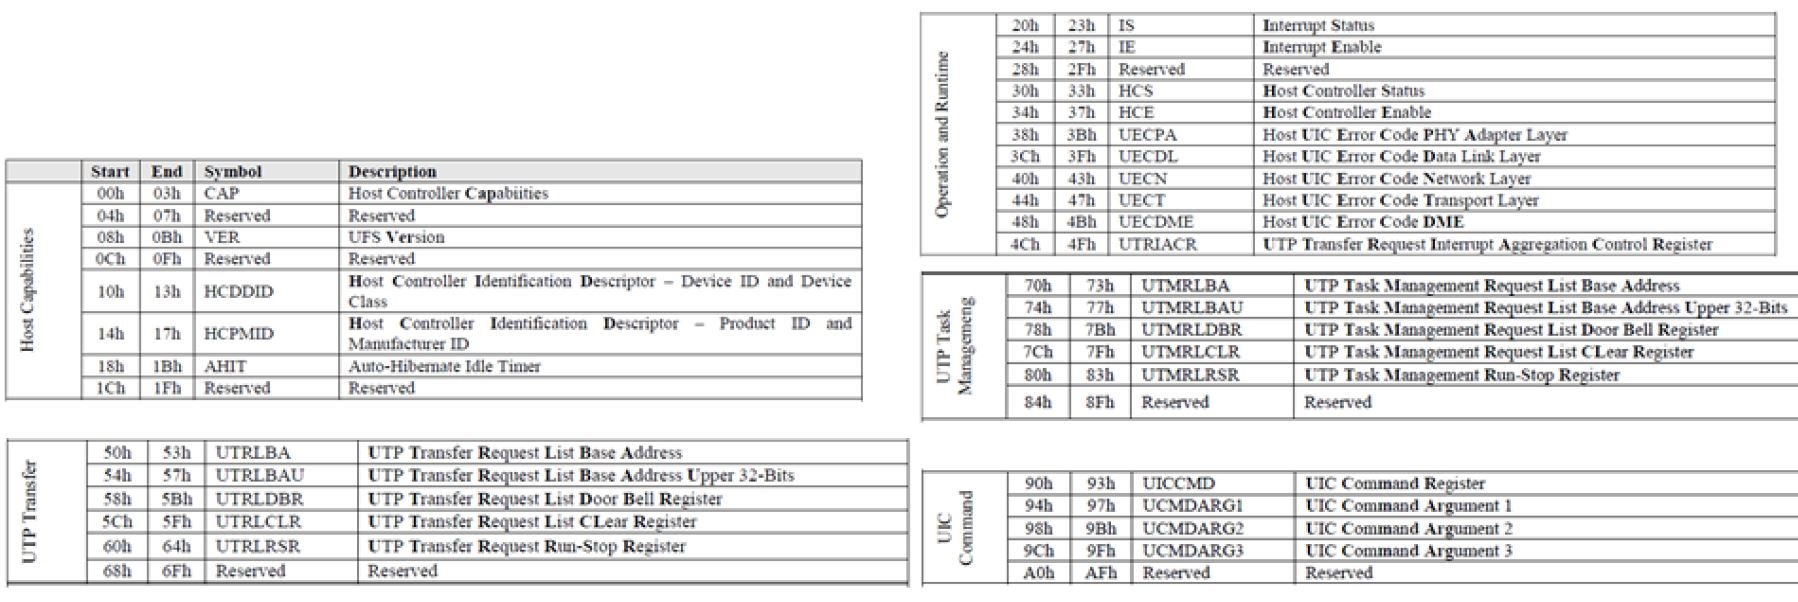 Start End Symbol Description
Host Capabilities
00h 03h CAP Host Controller Capabiities
04h 07h Reserved Reserved
08h 0Bh VER UFS Version
0Ch 0Fh Reserved Reserved
10h 13h HCDDID Host Controller Identification Descriptor – Device ID and Device
Class
14h 17h HCPMID Host Controller Identification Descriptor – Product ID and
Manufacturer ID
18h 1Bh AHIT Auto-Hibernate Idle Timer
1Ch 1Fh Reserved Reserved
Operation and Runtime
20h 23h IS Interrupt Status
24h 27h IE Interrupt Enable
28h 2Fh Reserved Reserved
30h 33h HCS Host Controller Status
34h 37h HCE Host Controller Enable
38h 3Bh UECPA Host UIC Error Code PHY Adapter Layer
3Ch 3Fh UECDL Host UIC Error Code Data Link Layer
40h 43h UECN Host UIC Error Code Network Layer
44h 47h UECT Host UIC Error Code Transport Layer
48h 4Bh UECDME Host UIC Error Code DME
4Ch 4Fh UTRIACR UTP Transfer Request Interrupt Aggregation Control Register
UTP Transfer
50h 53h UTRLBA UTP Transfer Request List Base Address
54h 57h UTRLBAU UTP Transfer Request List Base Address Upper 32-Bits
58h 5Bh UTRLDBR UTP Transfer Request List Door Bell Register
5Ch 5Fh UTRLCLR UTP Transfer Request List CLear Register
60h 64h UTRLRSR UTP Transfer Request Run-Stop Register
68h 6Fh Reserved Reserved
UTP Task
Managemeng
70h 73h UTMRLBA UTP Task Management Request List Base Address
74h 77h UTMRLBAU UTP Task Management Request List Base Address Upper 32-Bits
78h 7Bh UTMRLDBR UTP Task Management Request List Door Bell Register
7Ch 7Fh UTMRLCLR UTP Task Management Request List CLear Register
80h 83h UTMRLRSR UTP Task Management Run-Stop Register
84h 8Fh Reserved Reserved
UIC
Command
90h 93h UICCMD UIC Command Register
94h 97h UCMDARG1 UIC Command Argument 1
98h 9Bh UCMDARG2 UIC Command Argument 2
9Ch 9Fh UCMDARG3 UIC Command Argument 3
A0h AFh Reserved Reserved